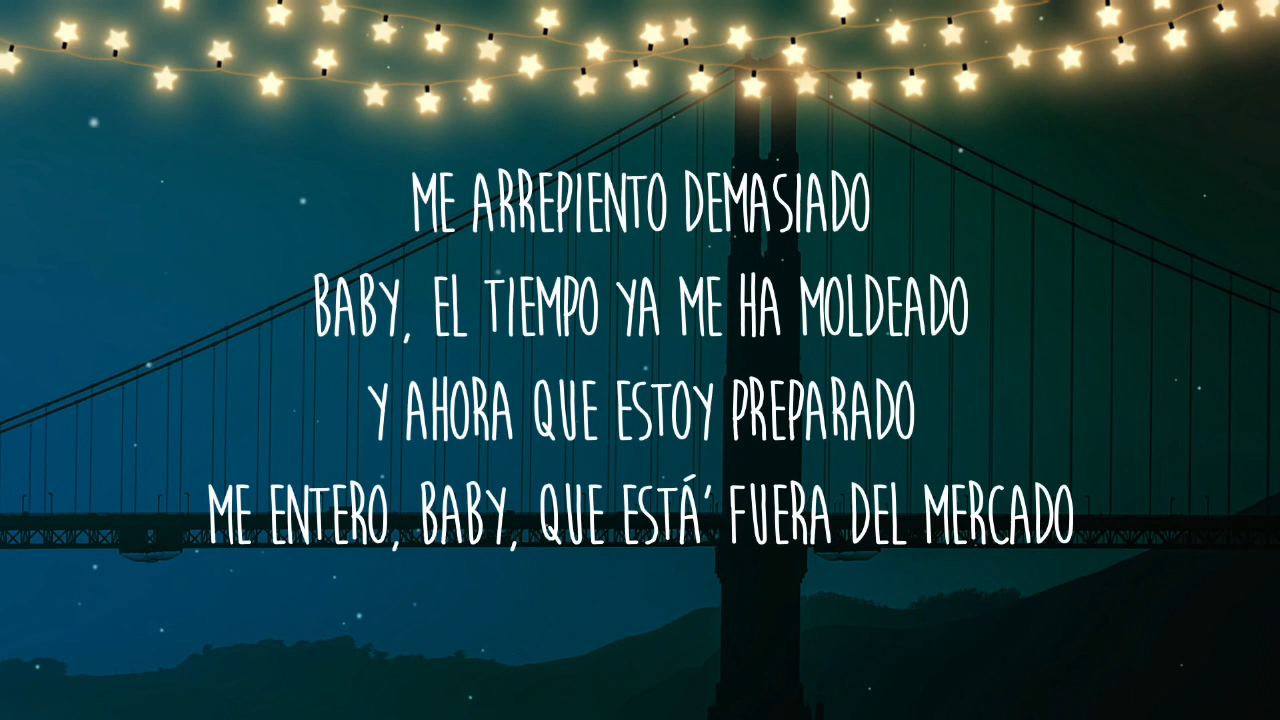 ME ARREPIENTO DEMASIADO
BABY, EL TIEMPO YA ME HA MOLDEADO
Y AHORA QUE ESTOY PREPARADO
ME ENTERO, BABY, QUE ESTÁ' FUERA DEL MERCADO